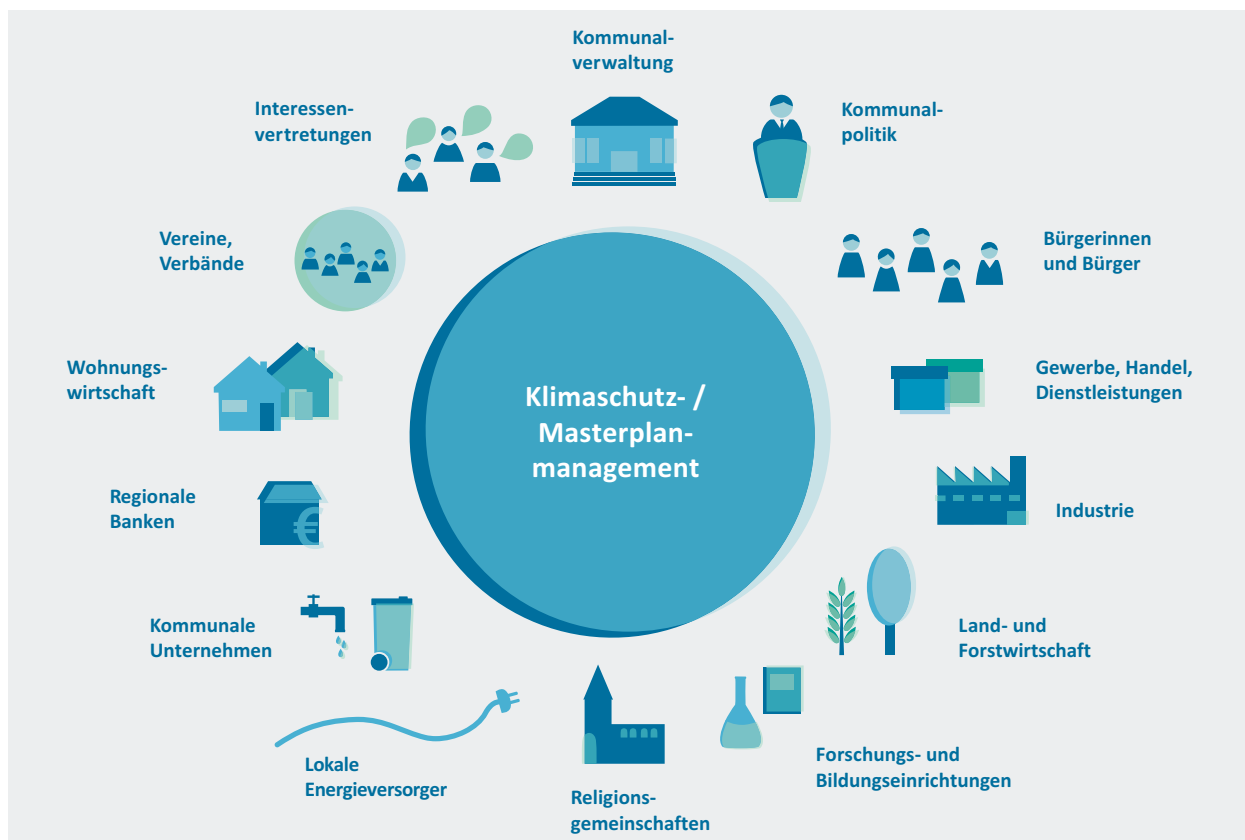 Kommunal-
verwaltung
Interessen-
vertretungen
Kommunal-
politik
Vereine,
Verbände
Bürgerinnen
und Bürger
Wohnungs-
wirtschaft
Gewerbe, Handel,
Dienstleistungen
Klimaschutz- /
Masterplan-
management
Regionale
Banken
€
Industrie
Kommunale
Unternehmen
Land- und
Forstwirtschaft
Lokale
Energieversorger
Forschungs- und
Bildungseinrichtungen
Religions-
gemeinschaften